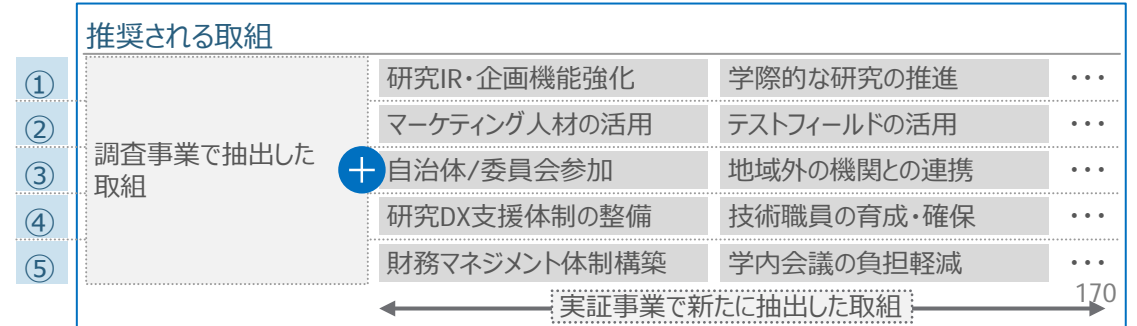 推奨される取組
① 研究IR・企画機能強化 学際的な研究の推進 ・・・
② マーケティング人材の活用 テストフィールドの活用 ・・・
調査事業で抽出した
取組
③ + 自治体/委員会参加 地域外の機関との連携 ・・・
④ 研究DX支援体制の整備 技術職員の育成・確保 ・・・
⑤ 財務マネジメント体制構築 学内会議の負担軽減 ・・・
実証事業で新たに抽出した取組
170